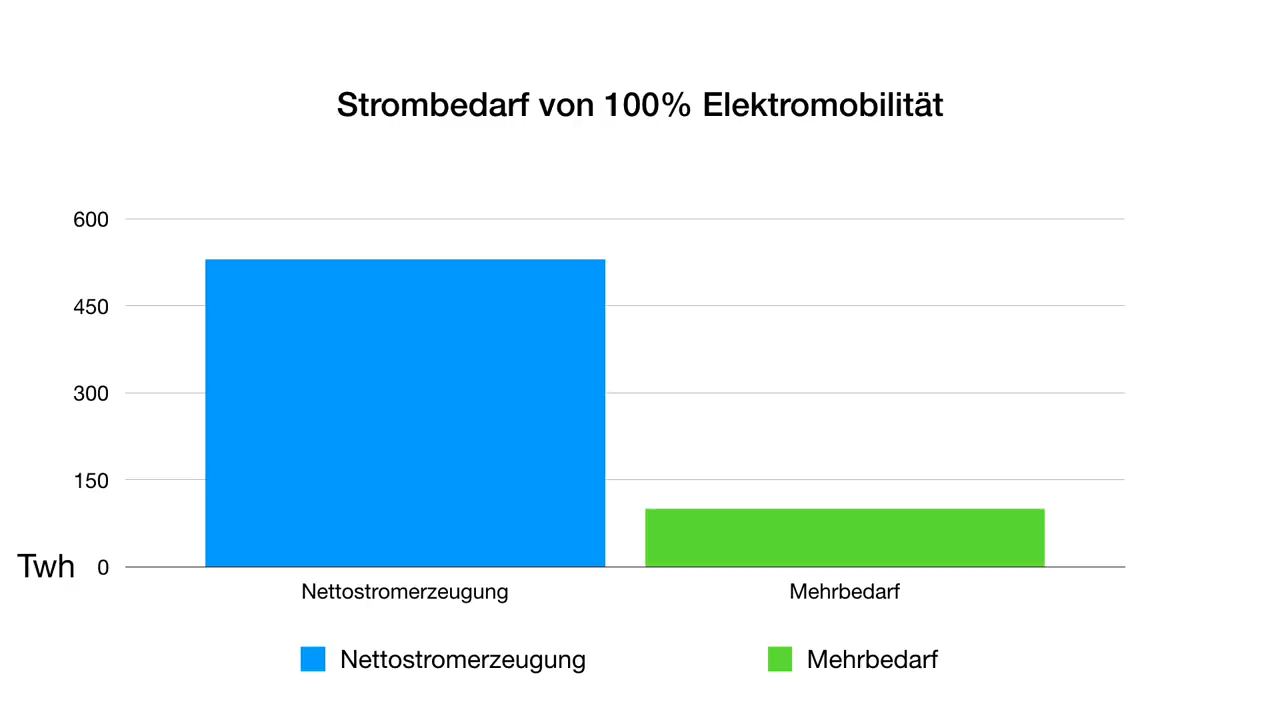 Strombedarf von 100% Elektromobilität
600
450
300
150
Twh 0
Nettostromerzeugung Mehrbedarf
Nettostromerzeugung Mehrbedarf